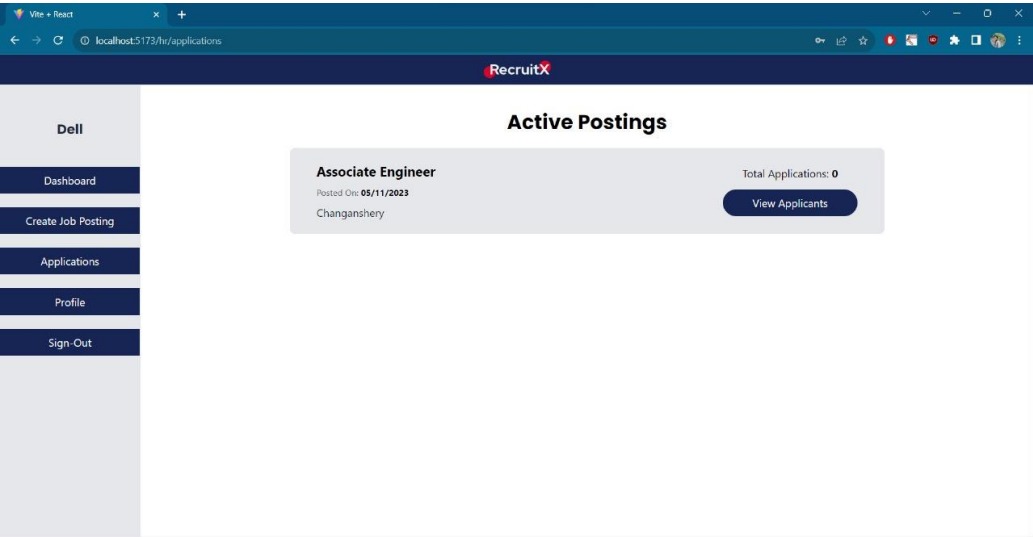 Vite + React
localhost:5173/hr/applications
RecruitX
Dell
Dashboard
Create Job Posting
Applications
Profile
Sign-Out
Active Postings
Associate Engineer
Posted On: 05/11/2023
Changanshery
Total Applications: 0
View Applicants